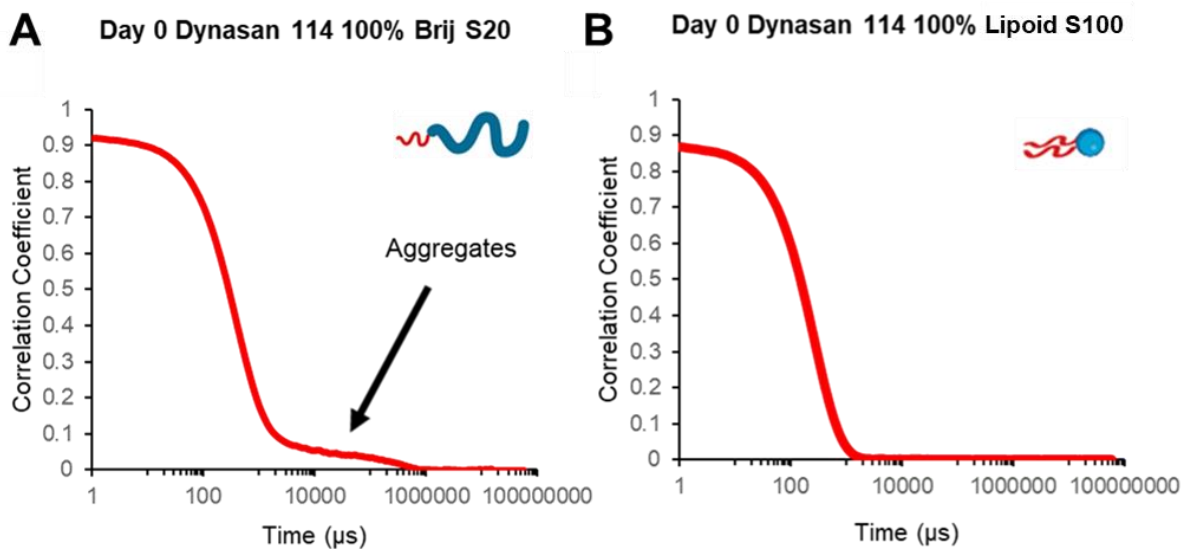 A
Day 0 Dynasan 114 100% Brij S20
Correlation Coefficient
1
0.9
0.8
0.7
0.6
0.5
0.4
0.3
0.2
0.1
0
Aggregates
1 100 10000 1000000 100000000
Time (µs)
B
Day 0 Dynasan 114 100% Lipoid S100
Correlation Coefficient
1
0.9
0.8
0.7
0.6
0.5
0.4
0.3
0.2
0.1
0
1 100 10000 1000000 100000000
Time (µs)